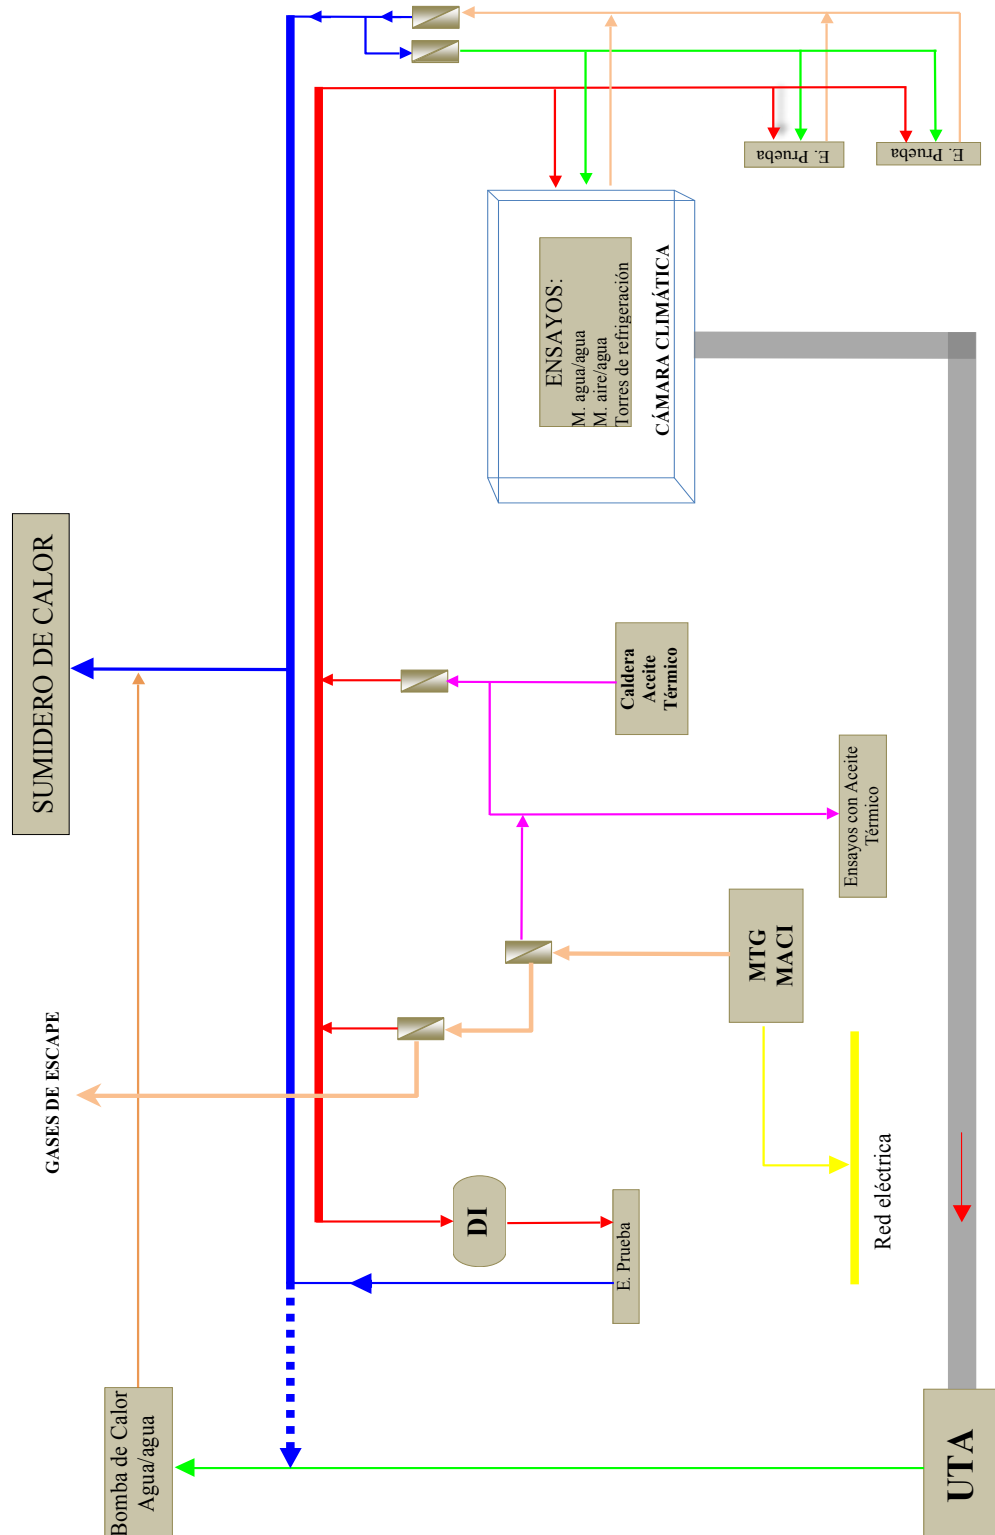 SUMIDERO DE CALOR
GASES DE ESCAPE
Bomba de Calor
Agua/agua
DI
E. Prueba
Caldera
Aceite
Térmico
MTG
MACI
Red eléctrica
Ensayos con Aceite
Térmico
ENSAYOS:
M. agua/agua
M. aire/agua
Torres de refrigeración
CÁMARA CLIMÁTICA
E. Prueba
E. Prueba
UTA